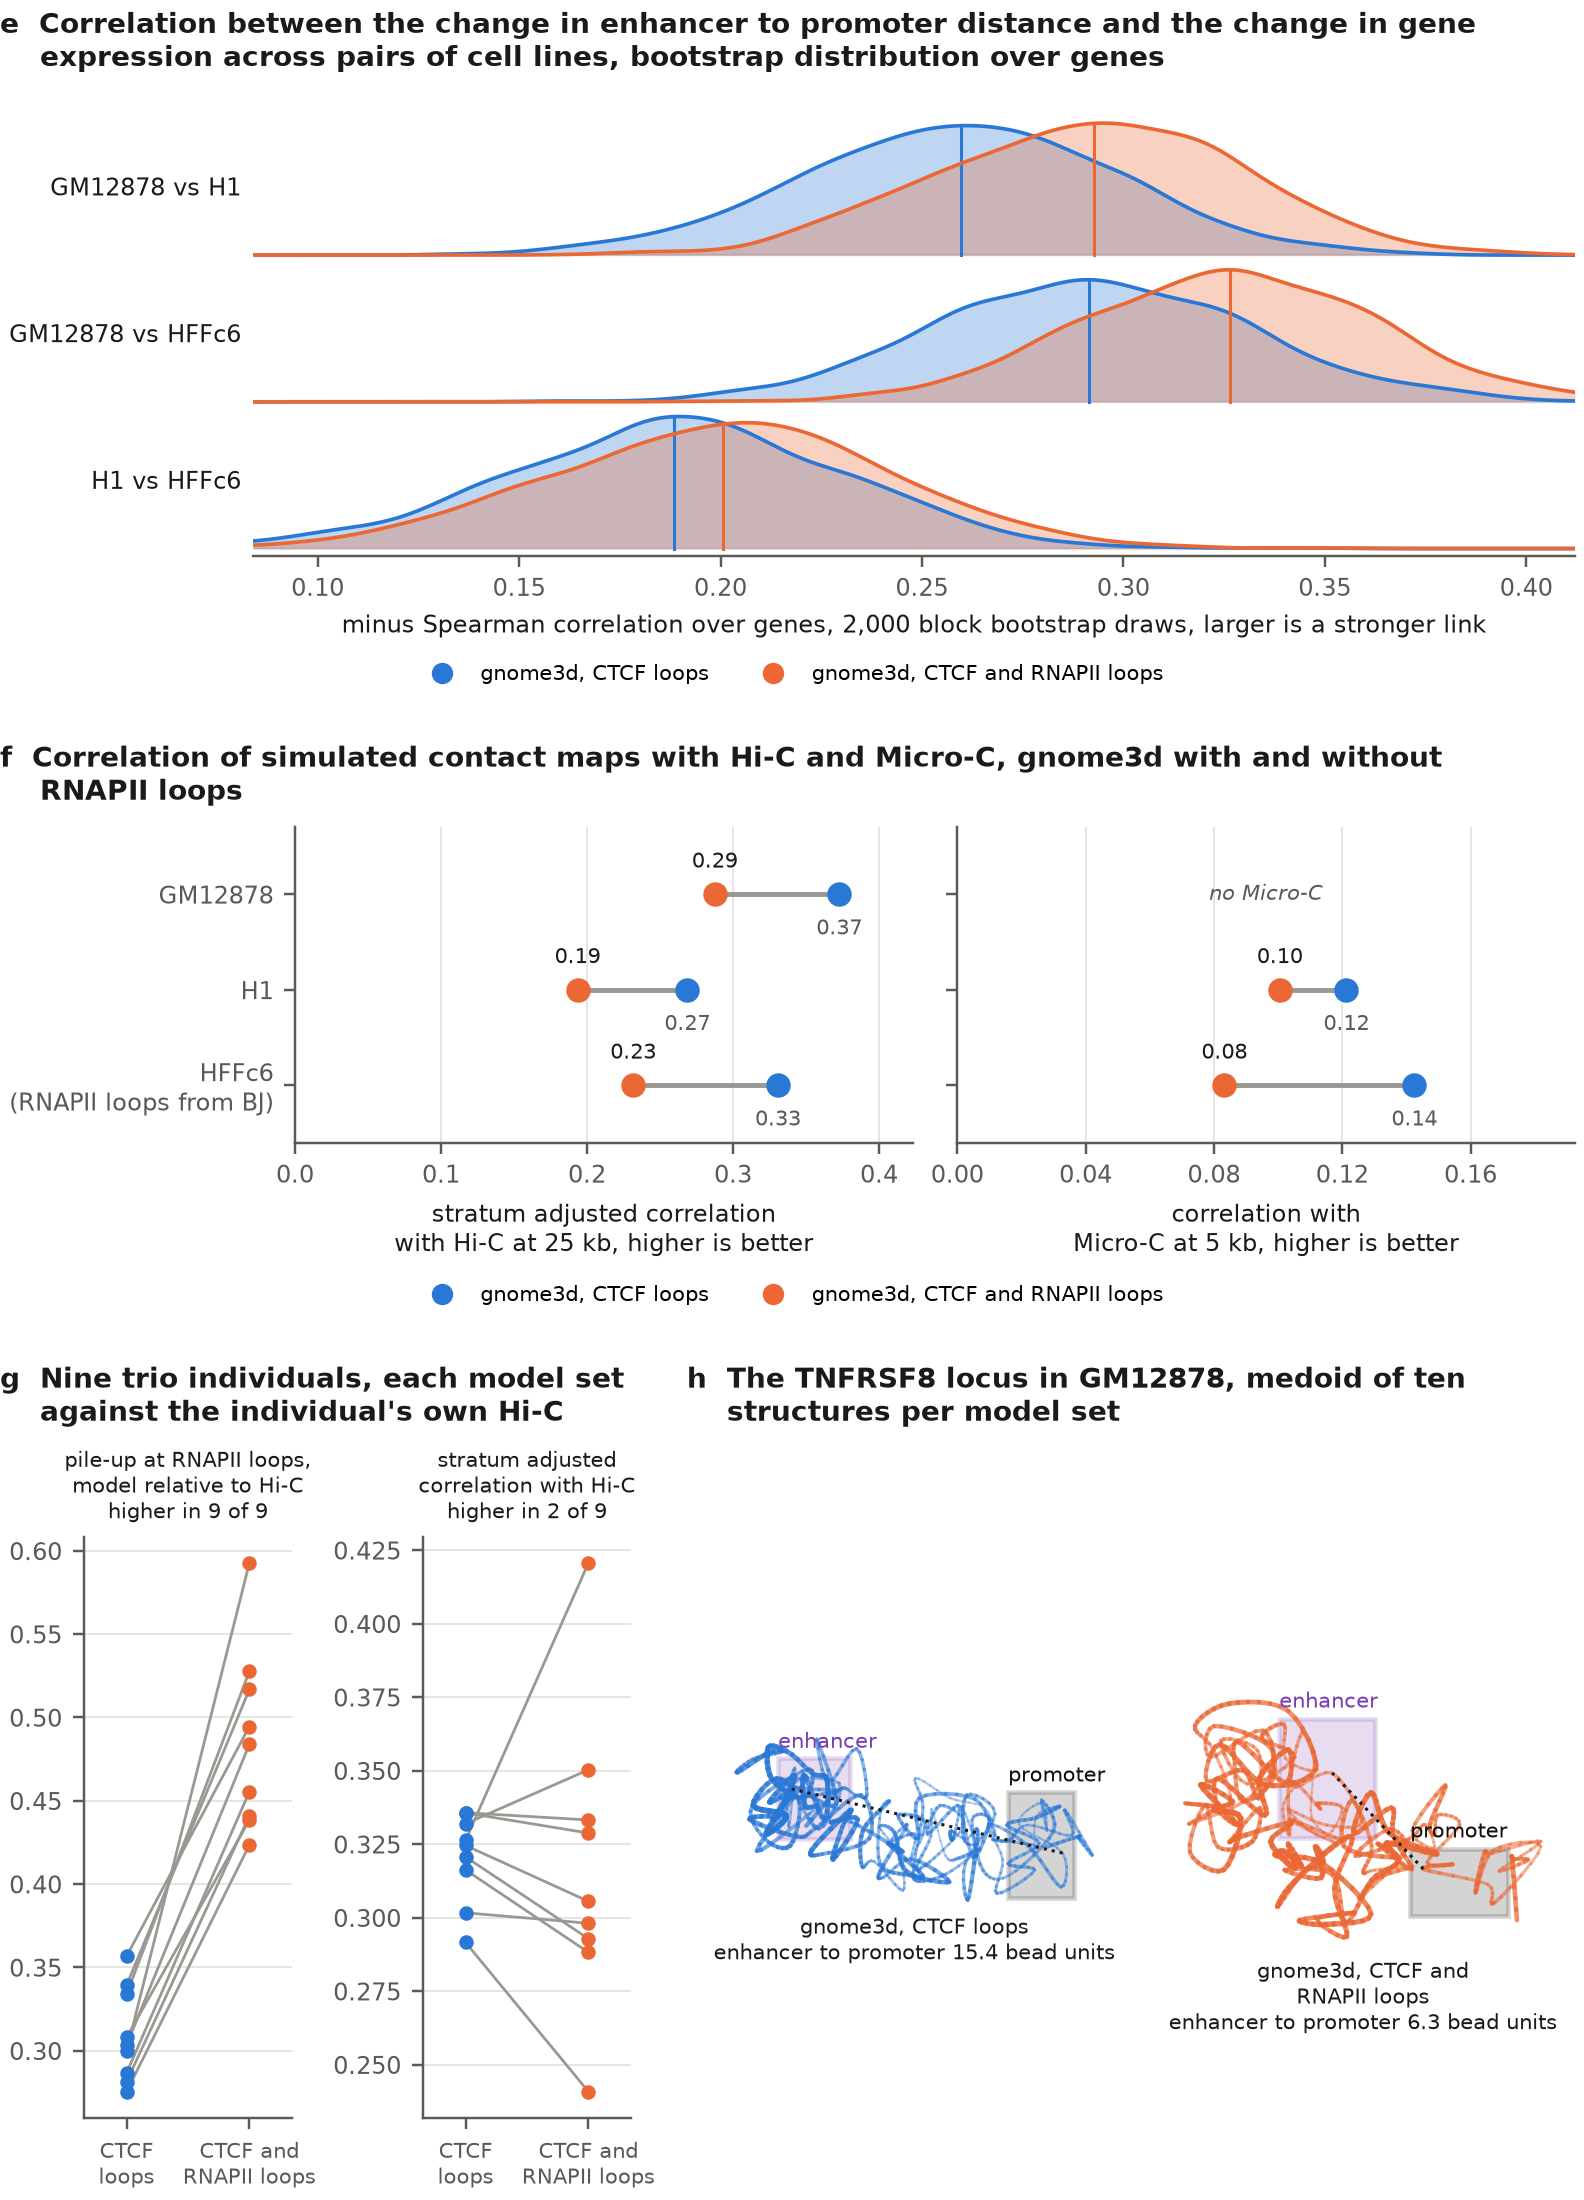 e Correlation between the change in enhancer to promoter distance and the change in gene
expression across pairs of cell lines, bootstrap distribution over genes
GM12878 vs H1
GM12878 vs HFFc6
H1 vs HFFc6
0.10 0.15 0.20 0.25 0.30 0.35 0.40
minus Spearman correlation over genes, 2,000 block bootstrap draws, larger is a stronger link
gnome3d, CTCF loops gnome3d, CTCF and RNAPII loops
f Correlation of simulated contact maps with Hi-C and Micro-C, gnome3d with and without
RNAPII loops
GM12878
H1
HFFc6
(RNAPII loops from BJ)
0.29
0.37
0.19
0.27
0.23
0.33
0.0 0.1 0.2 0.3 0.4
stratum adjusted correlation
with Hi-C at 25 kb, higher is better
no Micro-C
0.10
0.12
0.08
0.14
0.00 0.04 0.08 0.12 0.16
correlation with
Micro-C at 5 kb, higher is better
gnome3d, CTCF loops gnome3d, CTCF and RNAPII loops
g Nine trio individuals, each model set
against the individual's own Hi-C
pile-up at RNAPII loops,
model relative to Hi-C
higher in 9 of 9
0.60
0.55
0.50
0.45
0.40
0.35
0.30
CTCF
loops
CTCF and
RNAPII loops
stratum adjusted
correlation with Hi-C
higher in 2 of 9
0.425
0.400
0.375
0.350
0.325
0.300
0.275
0.250
CTCF
loops
CTCF and
RNAPII loops
h The TNFRSF8 locus in GM12878, medoid of ten
structures per model set
enhancer
promoter
gnome3d, CTCF loops
enhancer to promoter 15.4 bead units
enhancer
promoter
gnome3d, CTCF and
RNAPII loops
enhancer to promoter 6.3 bead units